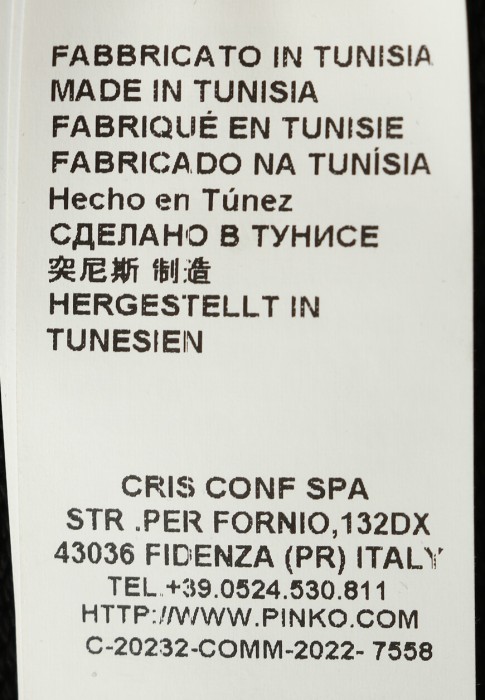 FABBRICATO IN TUNISIA
MADE IN TUNISIA
FABRIQUÉ EN TUNISIE
FABRICADO NA TUNÍSIA
Hecho en Túnez
СДЕЛАНО В ТУНИСЕ
突尼斯 制造
HERGESTELLT IN
TUNESIEN
CRIS CONF SPA
STR .PER FORNIO,132DX
43036 FIDENZA (PR) ITALY
TEL.+39.0524.530.811
HTTP://WWW.PINKO.COM
C-20232-COMM-2022- 7558